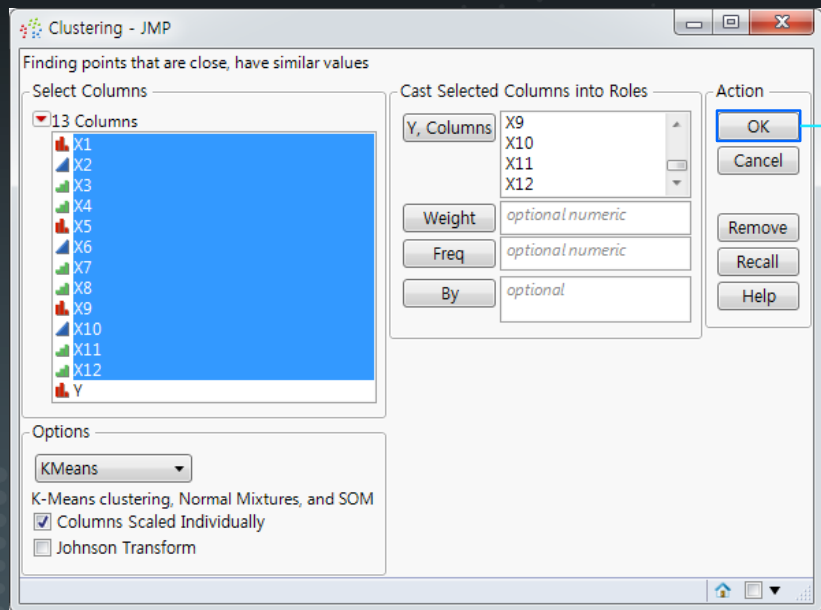 Clustering - JMP
Finding points that are close, have similar values
Select Columns
13 Columns
X1
X2
X3
X4
X5
X6
X7
X8
X9
X10
X11
X12
Y
Options
KMeans
K-Means clustering, Normal Mixtures, and SOM
Columns Scaled Individually
Johnson Transform
Cast Selected Columns into Roles
Y, Columns
X9
X10
X11
X12
Weight
optional numeric
Freq
optional numeric
By
optional
Action
OK
Cancel
Remove
Recall
Help